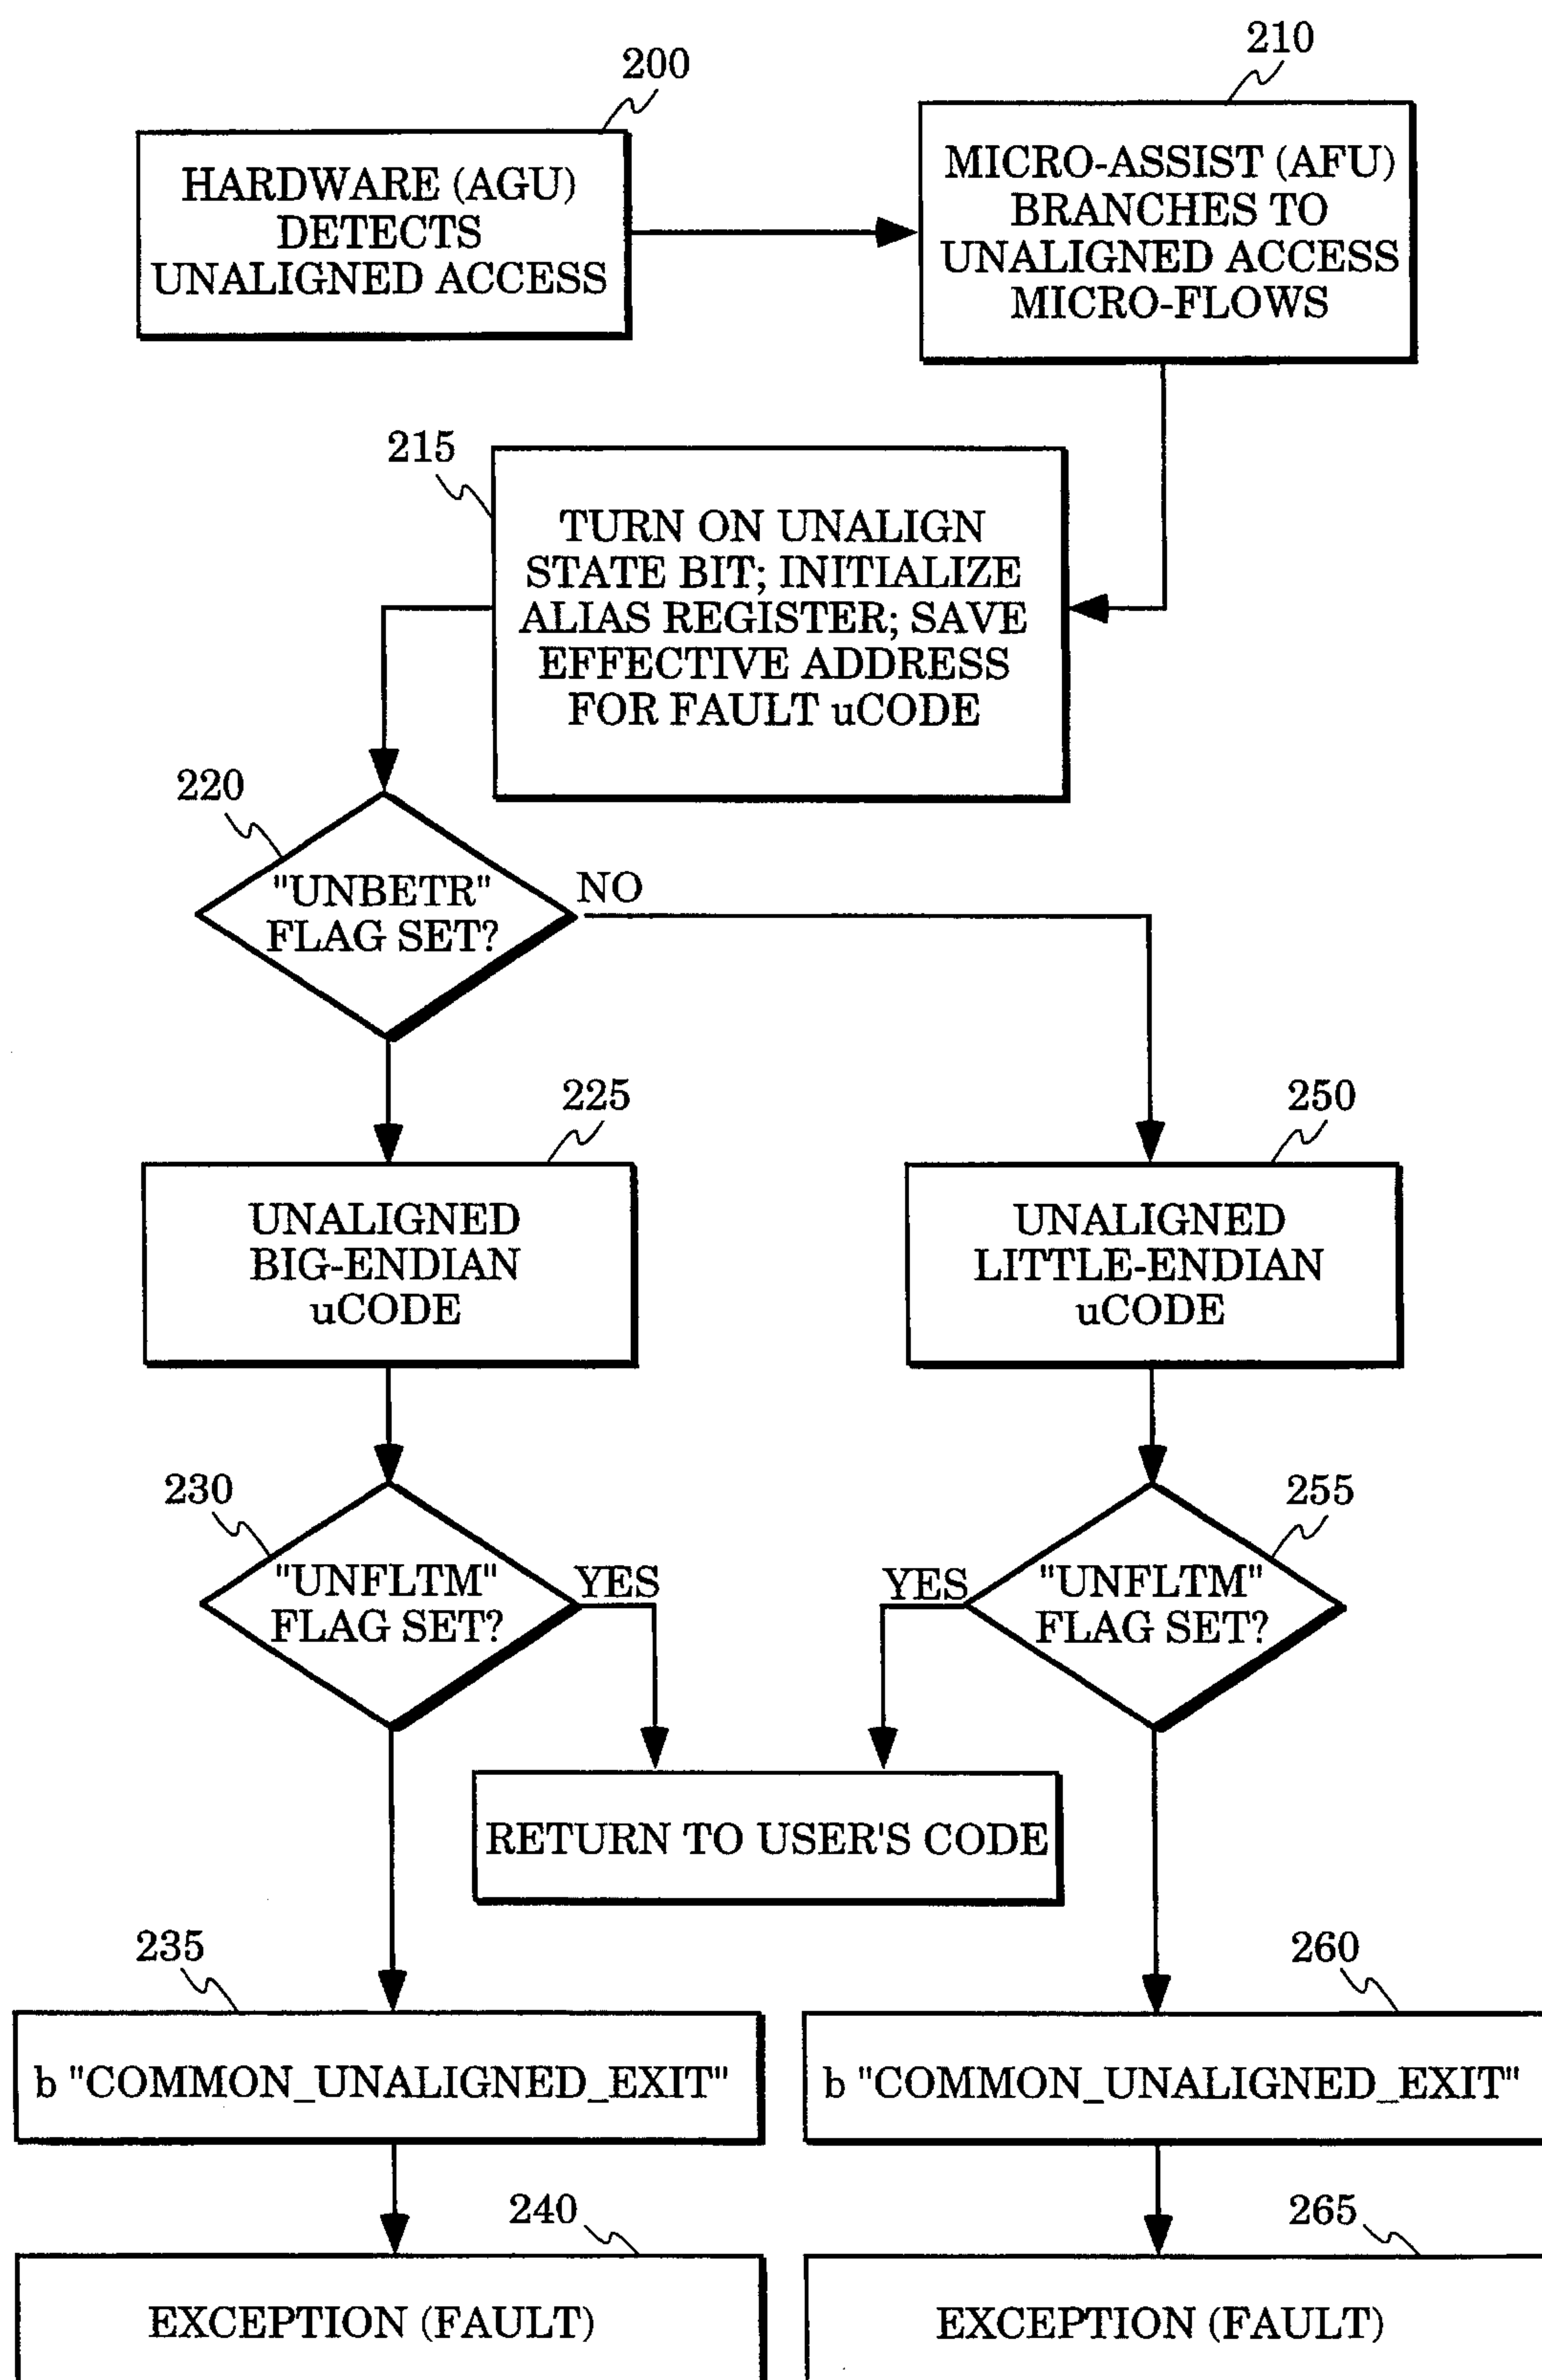 200
210
HARDWARE (AGU)
DETECTS
UNALIGNED ACCESS
MICRO-ASSIST (AFU)
BRANCHES TO
UNALIGNED ACCESS
MICRO-FLOWS
215
TURN ON UNALIGN
STATE BIT; INITIALIZE
ALIAS REGISTER; SAVE
EFFECTIVE ADDRESS
FOR FAULT uCODE
220
"UNBETR"
FLAG SET?
NO
225
250
UNALIGNED
BIG-ENDIAN
uCODE
UNALIGNED
LITTLE-ENDIAN
uCODE
230
255
"UNFLTM"
FLAG SET?
YES
YES
"UNFLTM"
FLAG SET?
RETURN TO USER'S CODE
235
260
b "COMMON_UNALIGNED_EXIT"
b "COMMON_UNALIGNED_EXIT"
240
265
EXCEPTION (FAULT)
EXCEPTION (FAULT)